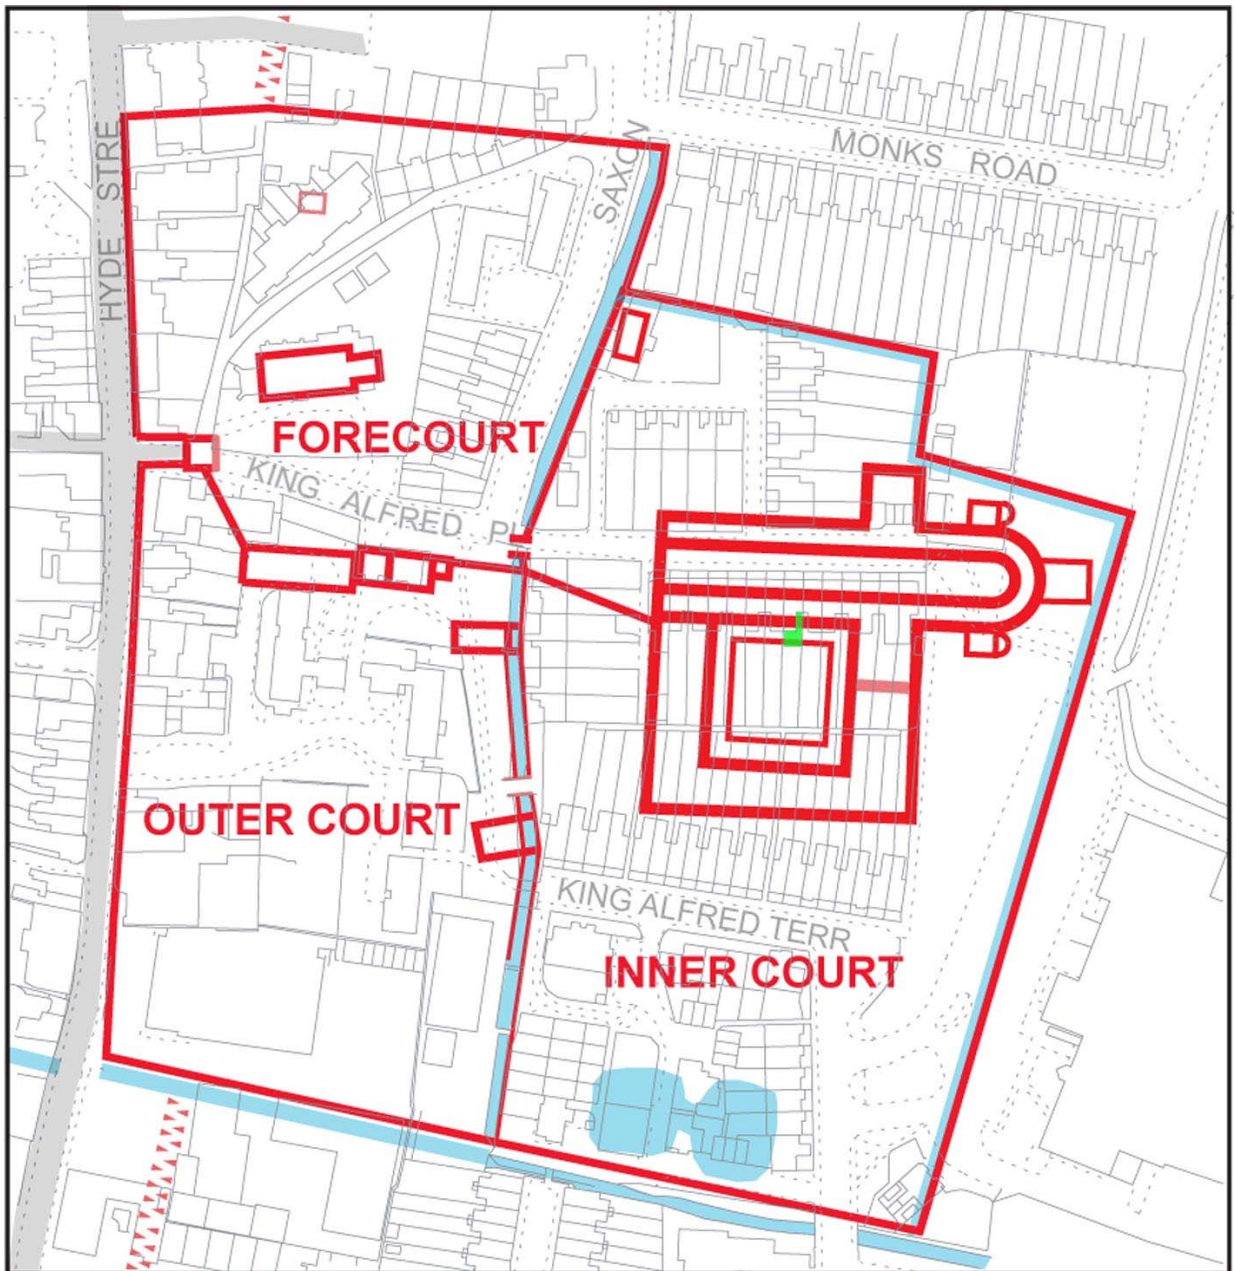 MONKS ROAD
SAXON
HYDE STRE
FORECOURT
KING ALFRED PL
OUTER COURT
KING ALFRED TERR
INNER COURT